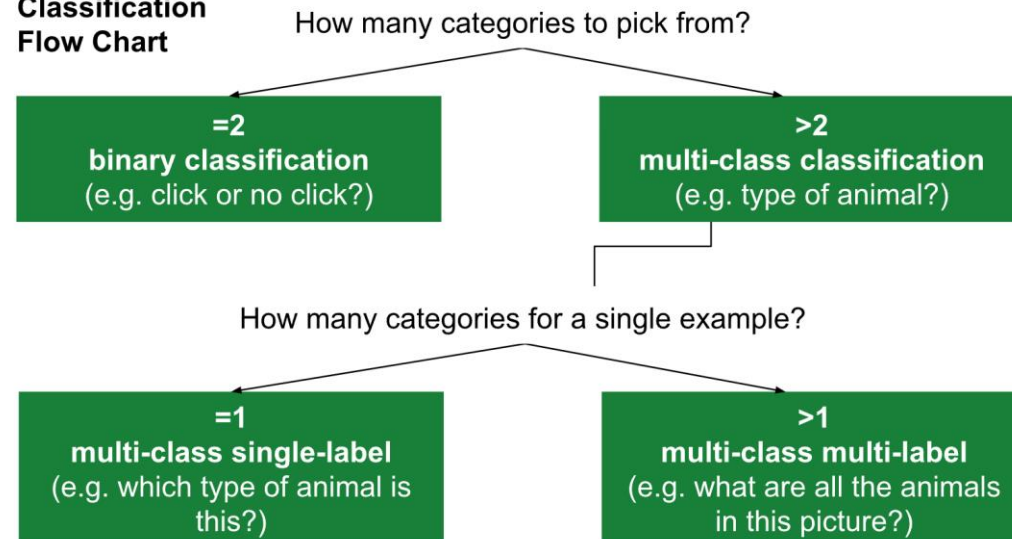 Classification
Flow Chart
How many categories to pick from?
=2
binary classification
(e.g. click or no click?)
>2
multi-class classification
(e.g. type of animal?)
How many categories for a single example?
=1
multi-class single-label
(e.g. which type of animal is
this?)
>1
multi-class multi-label
(e.g. what are all the animals
in this picture?)